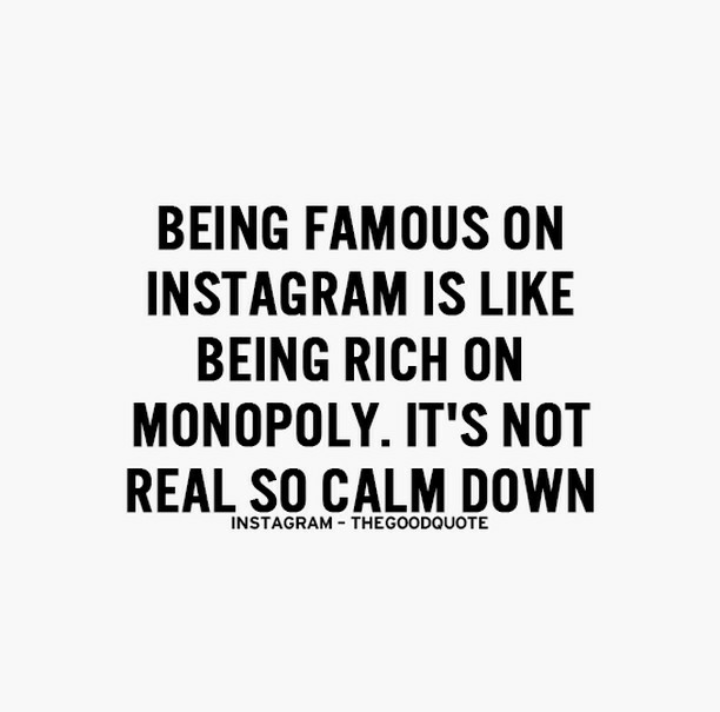 BEING FAMOUS ON
INSTAGRAM IS LIKE
BEING RICH ON
MONOPOLY. IT'S NOT
REAL SO CALM DOWN
INSTAGRAM - THEGOODQUOTE